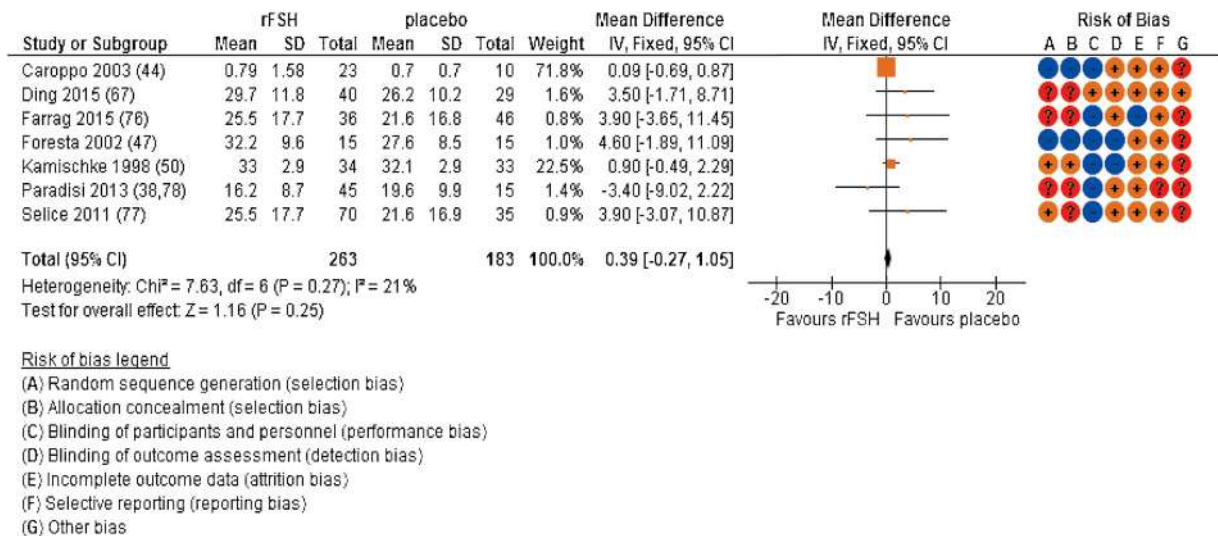 rFSH placebo Mean Difference Mean Difference Risk of Bias
Study or Subgroup Mean SD Total Mean SD Total Weight IV, Fixed, 95% CI IV, Fixed, 95% CI A B C D E F G
Caroppo 2003 (44) 0.79 1.58 23 0.7 0.7 10 71.8% 0.09 [-0.69, 0.87] - - - + + + ?
Ding 2015 (67) 29.7 11.8 40 26.2 10.2 29 1.6% 3.50 [-1.71, 8.71] ? ? + + + + +
Farrag 2015 (76) 25.5 17.7 36 21.6 16.8 46 0.8% 3.90 [-3.65, 11.45] ? ? - + - + ?
Foresta 2002 (47) 32.2 9.6 15 27.6 8.5 15 1.0% 4.60 [-1.89, 11.09] - - - - + + ?
Kamischke 1998 (50) 33 2.9 34 32.1 2.9 33 22.5% 0.90 [-0.49, 2.29] + + - - + + ?
Paradisi 2013 (38,78) 16.2 8.7 45 19.6 9.9 15 1.4% -3.40 [-9.02, 2.22] ? ? - + + ? ?
Selice 2011 (77) 25.5 17.7 70 21.6 16.9 35 0.9% 3.90 [-3.07, 10.87] + ? - + + + ?
Total (95% CI) 263 183 100.0% 0.39 [-0.27, 1.05]
Heterogeneity: Chi² = 7.63, df = 6 (P = 0.27); I² = 21%
Test for overall effect: Z = 1.16 (P = 0.25)
-20 -10 0 10 20
Favours rFSH Favours placebo
Risk of bias legend
(A) Random sequence generation (selection bias)
(B) Allocation concealment (selection bias)
(C) Blinding of participants and personnel (performance bias)
(D) Blinding of outcome assessment (detection bias)
(E) Incomplete outcome data (attrition bias)
(F) Selective reporting (reporting bias)
(G) Other bias